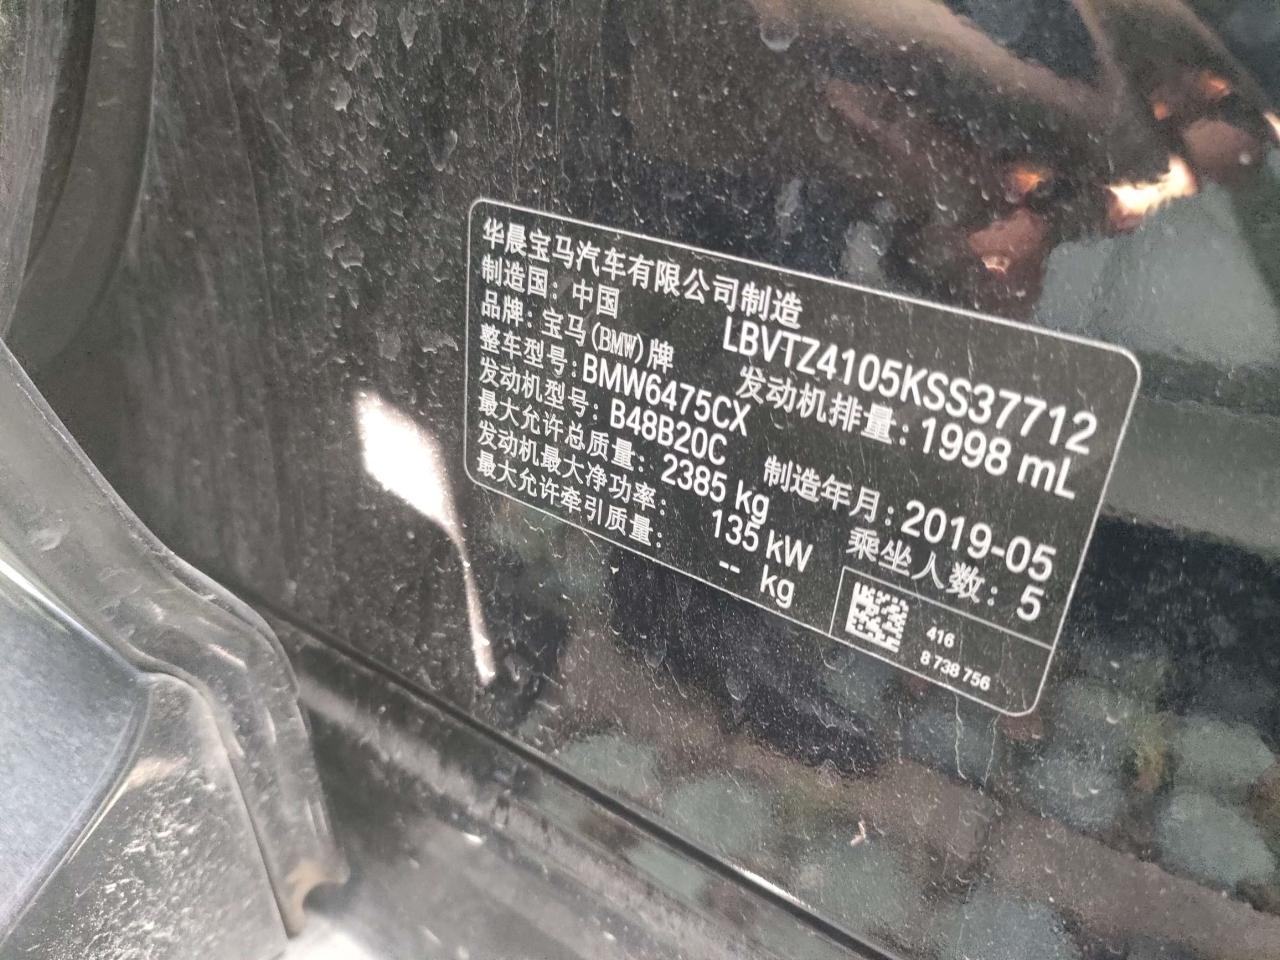 华晨宝马汽车有限公司制造
制造国：中国
LBVTZ4105KSS37712
品牌：宝马(BMW)牌
发动机排量：1998 mL
整车型号：BMW6475CX
发动机型号：B48B20C
制造年月：2019-05
最大允许总质量：2385 kg
乘坐人数：5
发动机最大净功率：135 kW
最大允许牵引质量：-- kg
416
8 738 756